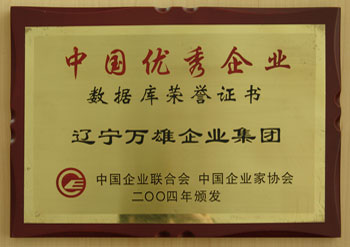 中国优秀企业
数据库荣誉证书
辽宁万雄企业集团
中国企业联合会 中国企业家协会
二〇〇四年颁发